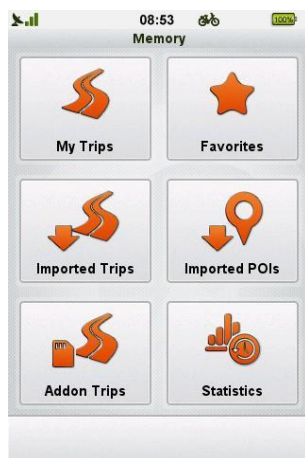 08:53 100%
Memory
My Trips Favorites
Imported Trips Imported POIs
Addon Trips Statistics